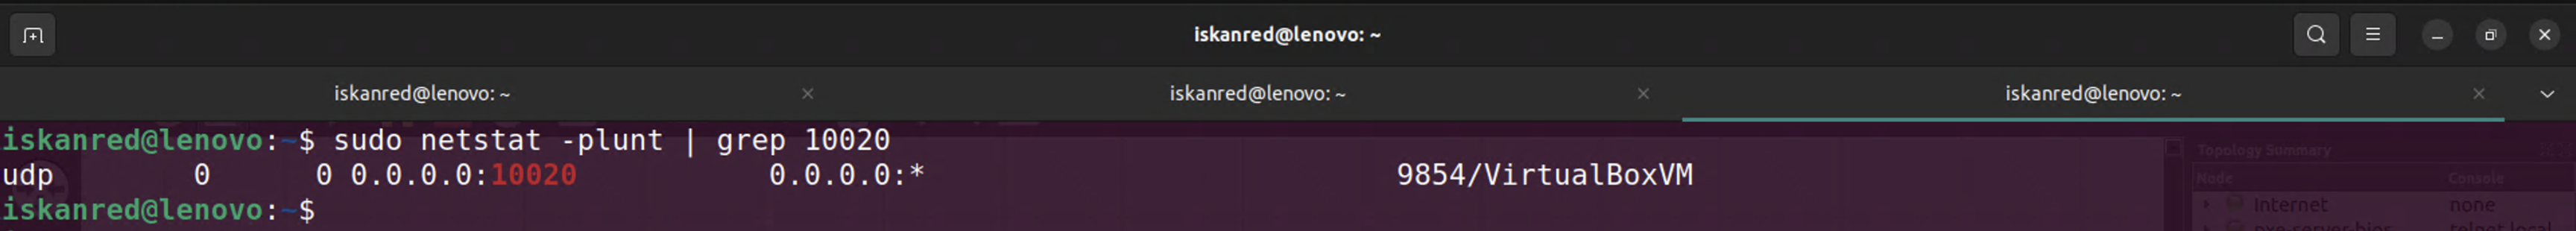 iskanred@lenovo: ~
iskanred@lenovo: ~ iskanred@lenovo: ~ iskanred@lenovo: ~
iskanred@lenovo:~$ sudo netstat -plunt | grep 10020
udp 0 0 0.0.0.0:10020 0.0.0.0:* 9854/VirtualBoxVM
iskanred@lenovo:~$
Topology Summary
Node Console
Internet none